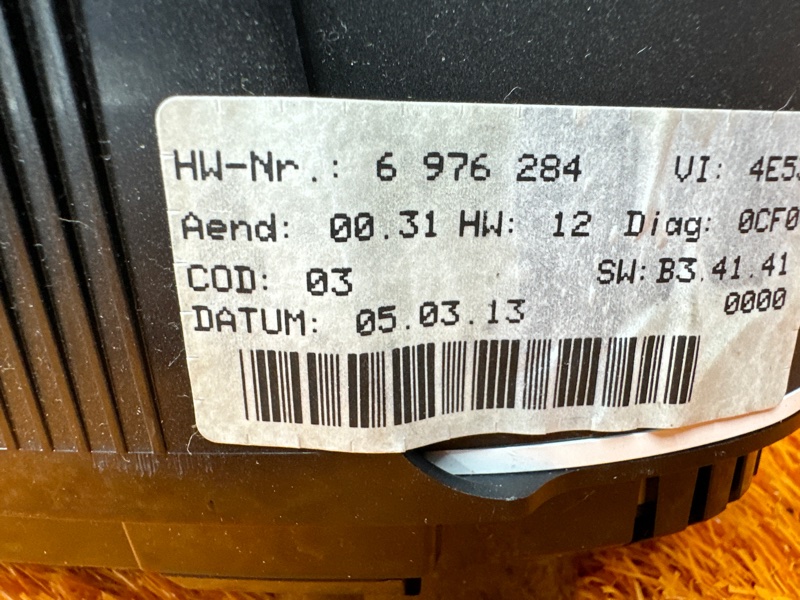 HW-Nr.: 6 976 284 VI: 4E53
Aend: 00.31 HW: 12 Diag: 0CF0
COD: 03 SW: B3.41.41
DATUM: 05.03.13 0000